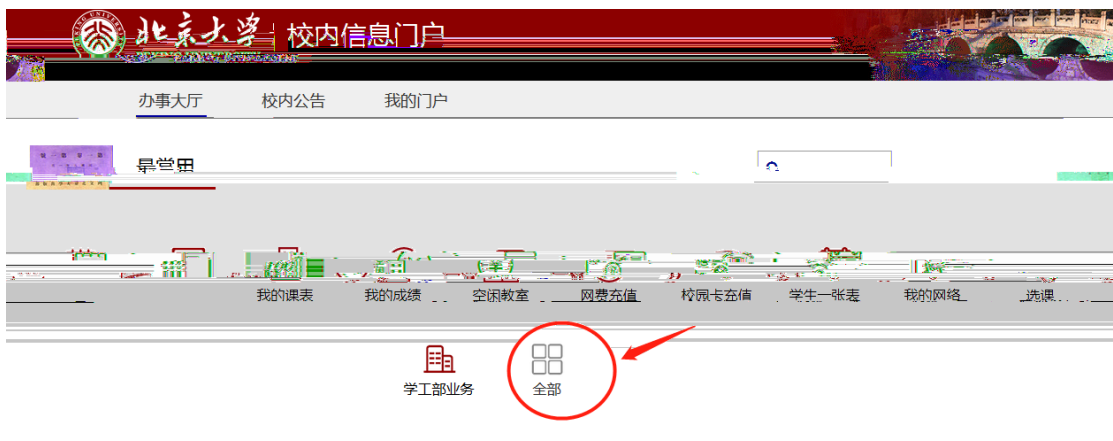 北京大学 校内信息门户
办事大厅 校内公告 我的门户
最常用
我的课表 我的成绩 空闲教室 网费充值 校园卡充值 学生一张表 我的网络 选课
学工部业务 全部